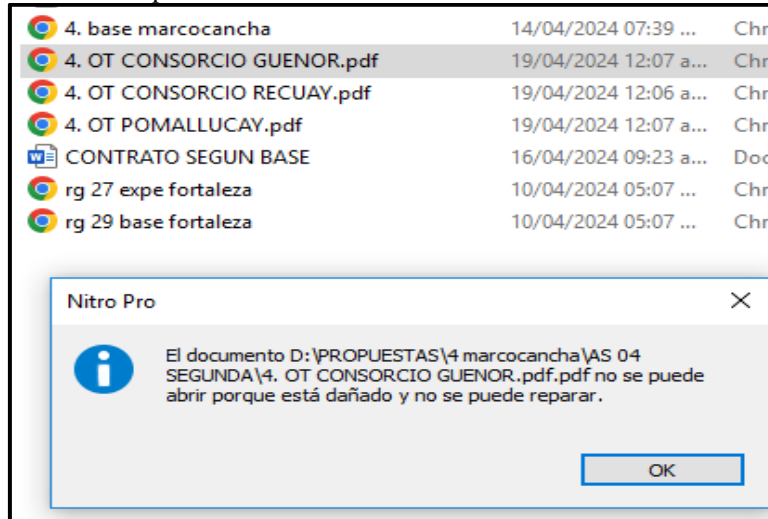 4. base marcocancha 14/04/2024 07:39 ... Chr
4. OT CONSORCIO GUENOR.pdf 19/04/2024 12:07 a... Chr
4. OT CONSORCIO RECUAY.pdf 19/04/2024 12:06 a... Chr
4. OT POMALLUCAY.pdf 19/04/2024 12:07 a... Chr
CONTRATO SEGUN BASE 16/04/2024 09:23 a... Doc
rg 27 expe fortaleza 10/04/2024 05:07 ... Chr
rg 29 base fortaleza 10/04/2024 05:07 ... Chr
Nitro Pro
El documento D:\PROPUESTAS\4 marcocancha\AS 04
SEGUNDA\4. OT CONSORCIO GUENOR.pdf.pdf no se puede
abrir porque está dañado y no se puede reparar.
OK